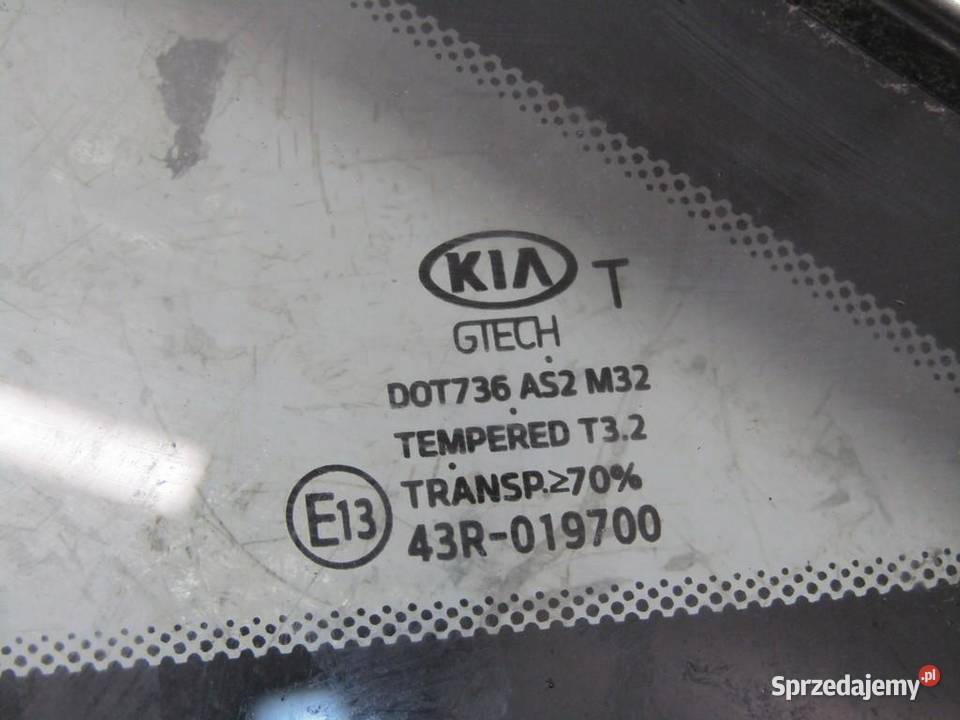 KIA T
GTECH
DOT736 AS2 M32
TEMPERED T3.2
TRANSP.≥70%
E13 43R-019700
Sprzedajemy.pl